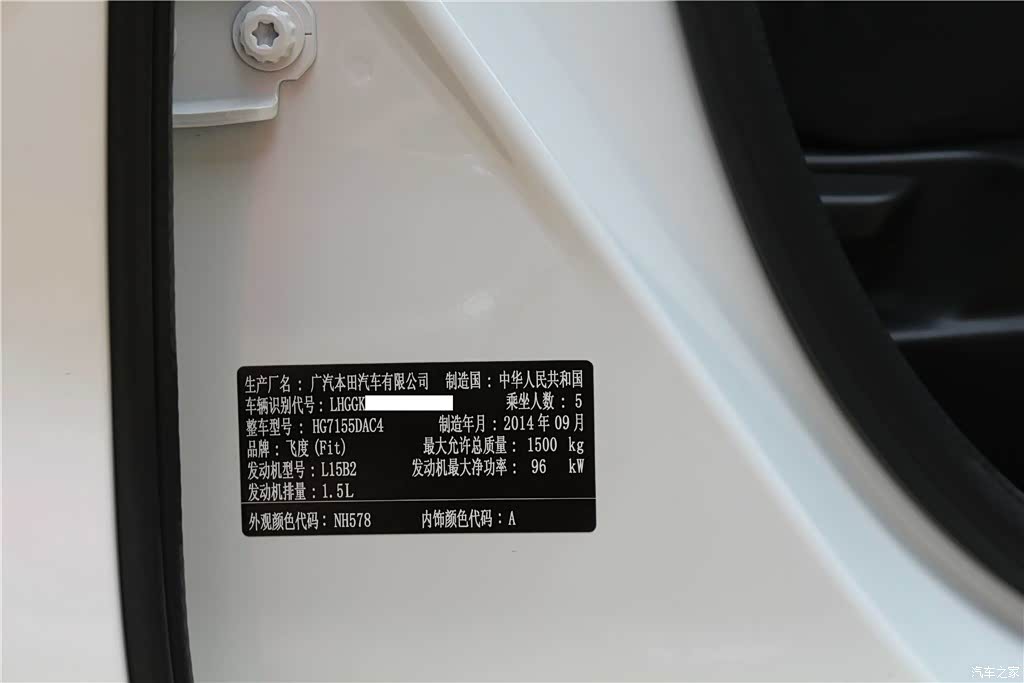 生产厂名：广汽本田汽车有限公司 制造国：中华人民共和国
车辆识别代号：LHGGK 乘坐人数：5
整车型号：HG7155DAC4 制造年月：2014年09月
品牌：飞度(Fit) 最大允许总质量：1500 kg
发动机型号：L15B2 发动机最大净功率：96 kW
发动机排量：1.5L
外观颜色代码：NH578 内饰颜色代码：A
汽车之家